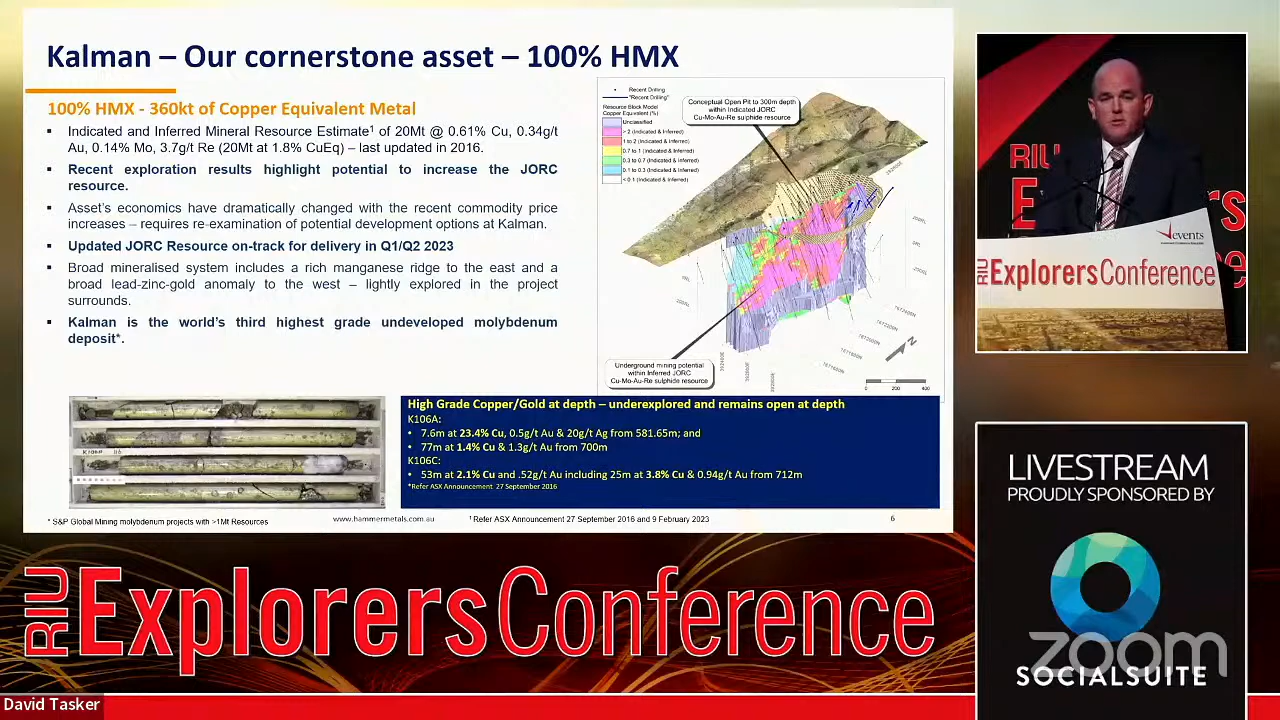 Kalman – Our cornerstone asset – 100% HMX
100% HMX - 360kt of Copper Equivalent Metal
▪ Indicated and Inferred Mineral Resource Estimate¹ of 20Mt @ 0.61% Cu, 0.34g/t
Au, 0.14% Mo, 3.7g/t Re (20Mt at 1.8% CuEq) – last updated in 2016.
▪ Recent exploration results highlight potential to increase the JORC
resource.
▪ Asset's economics have dramatically changed with the recent commodity price
increases – requires re-examination of potential development options at Kalman.
▪ Updated JORC Resource on-track for delivery in Q1/Q2 2023
▪ Broad mineralised system includes a rich manganese ridge to the east and a
broad lead-zinc-gold anomaly to the west – lightly explored in the project
surrounds.
▪ Kalman is the world's third highest grade undeveloped molybdenum
deposit*.
Recent Drilling
"Recent Drilling"
Resource Block Model
Copper Equivalent (%)
Unclassified
> 2 (Indicated & Inferred)
1 to 2 (Indicated & Inferred)
0.7 to 1 (Indicated & Inferred)
0.3 to 0.7 (Indicated & Inferred)
0.1 to 0.3 (Indicated & Inferred)
< 0.1 (Indicated & Inferred)
Conceptual Open Pit to 300m depth
within Indicated JORC
Cu-Mo-Au-Re sulphide resource
Underground mining potential
within Inferred JORC
Cu-Mo-Au-Re sulphide resource
0 200 400
High Grade Copper/Gold at depth – underexplored and remains open at depth
K106A:
• 7.6m at 23.4% Cu, 0.5g/t Au & 20g/t Ag from 581.65m; and
• 77m at 1.4% Cu & 1.3g/t Au from 700m
K106C:
• 53m at 2.1% Cu and .52g/t Au including 25m at 3.8% Cu & 0.94g/t Au from 712m
*Refer ASX Announcement 27 September 2016
* S&P Global Mining molybdenum projects with >1Mt Resources
www.hammermetals.com.au
¹ Refer ASX Announcement 27 September 2016 and 9 February 2023
6
RIU
events
RIU ExplorersConference
LIVESTREAM
PROUDLY SPONSORED BY
SOCIALSUITE
zoom
RIU ExplorersConference
David Tasker